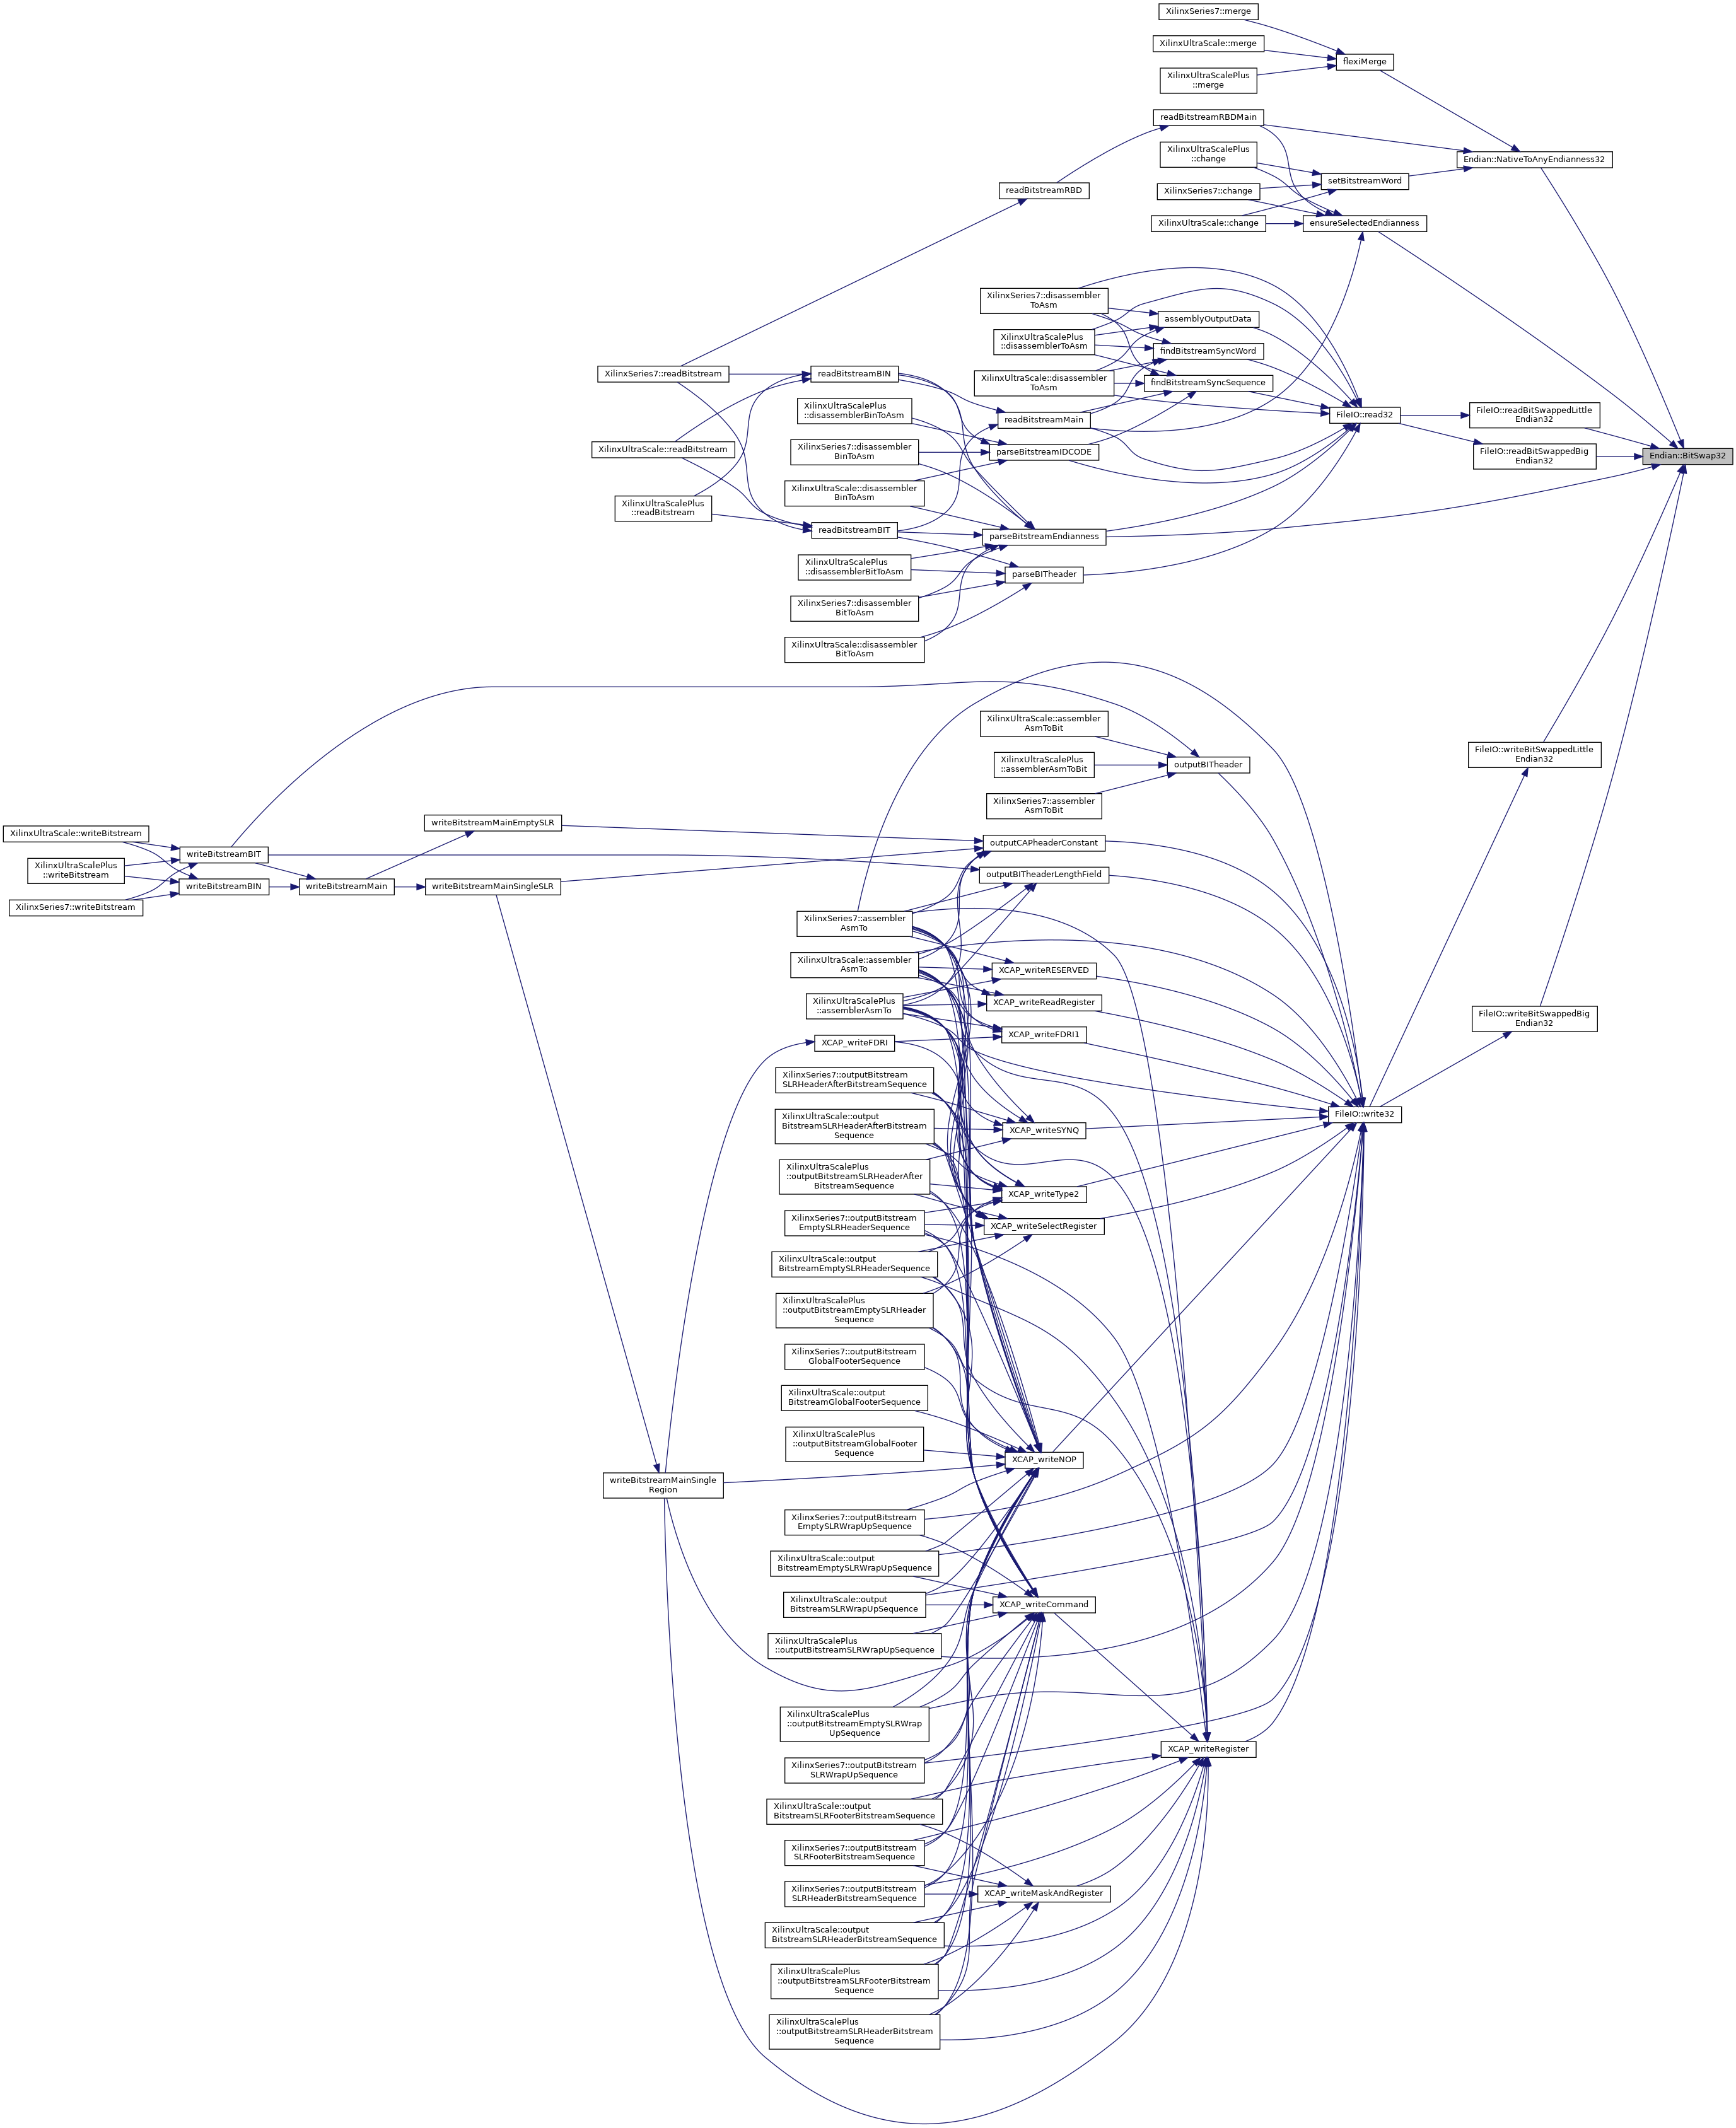 XilinxSeries7::merge
XilinxUltraScale::merge
flexiMerge
XilinxUltraScalePlus
::merge
readBitstreamRBDMain
Endian::NativeToAnyEndianness32
XilinxUltraScalePlus
::change
setBitstreamWord
readBitstreamRBD
XilinxSeries7::change
XilinxUltraScale::change
ensureSelectedEndianness
XilinxSeries7::disassembler
ToAsm
assemblyOutputData
XilinxUltraScalePlus
::disassemblerToAsm
findBitstreamSyncWord
XilinxSeries7::readBitstream
readBitstreamBIN
XilinxUltraScale::disassembler
ToAsm
findBitstreamSyncSequence
XilinxUltraScalePlus
::disassemblerBinToAsm
readBitstreamMain
FileIO::read32
FileIO::readBitSwappedLittle
Endian32
XilinxUltraScale::readBitstream
XilinxSeries7::disassembler
BinToAsm
parseBitstreamIDCODE
FileIO::readBitSwappedBig
Endian32
Endian::BitSwap32
XilinxUltraScale::disassembler
BinToAsm
XilinxUltraScalePlus
::readBitstream
readBitstreamBIT
parseBitstreamEndianness
XilinxUltraScalePlus
::disassemblerBitToAsm
parseBITheader
XilinxSeries7::disassembler
BitToAsm
XilinxUltraScale::disassembler
BitToAsm
XilinxUltraScale::assembler
AsmToBit
XilinxUltraScalePlus
::assemblerAsmToBit
outputBITheader
FileIO::writeBitSwappedLittle
Endian32
XilinxSeries7::assembler
AsmToBit
XilinxUltraScale::writeBitstream
writeBitstreamMainEmptySLR
outputCAPheaderConstant
writeBitstreamBIT
XilinxUltraScalePlus
::writeBitstream
outputBITheaderLengthField
writeBitstreamBIN
writeBitstreamMain
writeBitstreamMainSingleSLR
XilinxSeries7::writeBitstream
XilinxSeries7::assembler
AsmTo
XilinxUltraScale::assembler
AsmTo
XCAP_writeRESERVED
XilinxUltraScalePlus
::assemblerAsmTo
XCAP_writeReadRegister
FileIO::writeBitSwappedBig
Endian32
XCAP_writeFDRI
XCAP_writeFDRI1
XilinxSeries7::outputBitstream
SLRHeaderAfterBitstreamSequence
XilinxUltraScale::output
BitstreamSLRHeaderAfterBitstream
Sequence
XCAP_writeSYNQ
FileIO::write32
XilinxUltraScalePlus
::outputBitstreamSLRHeaderAfter
BitstreamSequence
XCAP_writeType2
XilinxSeries7::outputBitstream
EmptySLRHeaderSequence
XCAP_writeSelectRegister
XilinxUltraScale::output
BitstreamEmptySLRHeaderSequence
XilinxUltraScalePlus
::outputBitstreamEmptySLRHeader
Sequence
XilinxSeries7::outputBitstream
GlobalFooterSequence
XilinxUltraScale::output
BitstreamGlobalFooterSequence
XilinxUltraScalePlus
::outputBitstreamGlobalFooter
Sequence
XCAP_writeNOP
writeBitstreamMainSingle
Region
XilinxSeries7::outputBitstream
EmptySLRWrapUpSequence
XilinxUltraScale::output
BitstreamEmptySLRWrapUpSequence
XilinxUltraScale::output
BitstreamSLRWrapUpSequence
XCAP_writeCommand
XilinxUltraScalePlus
::outputBitstreamSLRWrapUpSequence
XilinxUltraScalePlus
::outputBitstreamEmptySLRWrap
UpSequence
XCAP_writeRegister
XilinxSeries7::outputBitstream
SLRWrapUpSequence
XilinxUltraScale::output
BitstreamSLRFooterBitstreamSequence
XilinxSeries7::outputBitstream
SLRFooterBitstreamSequence
XilinxSeries7::outputBitstream
SLRHeaderBitstreamSequence
XCAP_writeMaskAndRegister
XilinxUltraScale::output
BitstreamSLRHeaderBitstreamSequence
XilinxUltraScalePlus
::outputBitstreamSLRFooterBitstream
Sequence
XilinxUltraScalePlus
::outputBitstreamSLRHeaderBitstream
Sequence